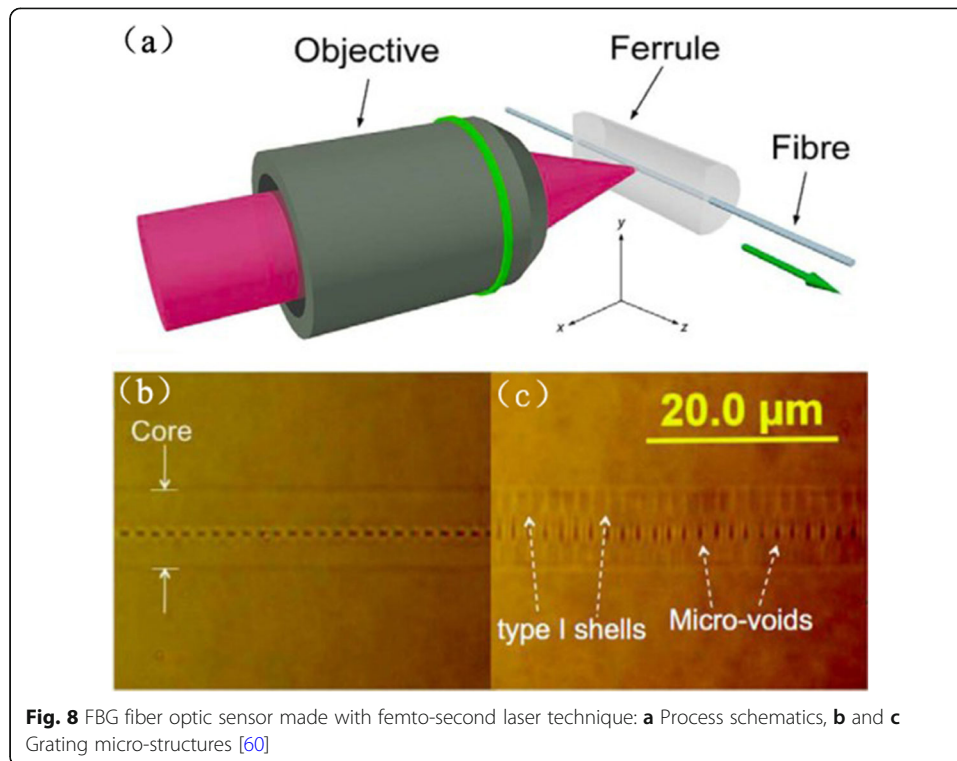 (a)
Objective
Ferrule
Fibre
y
x
z
(b)
Core
(c)
20.0 µm
type I shells
Micro-voids
Fig. 8 FBG fiber optic sensor made with femto-second laser technique: a Process schematics, b and c
Grating micro-structures [60]